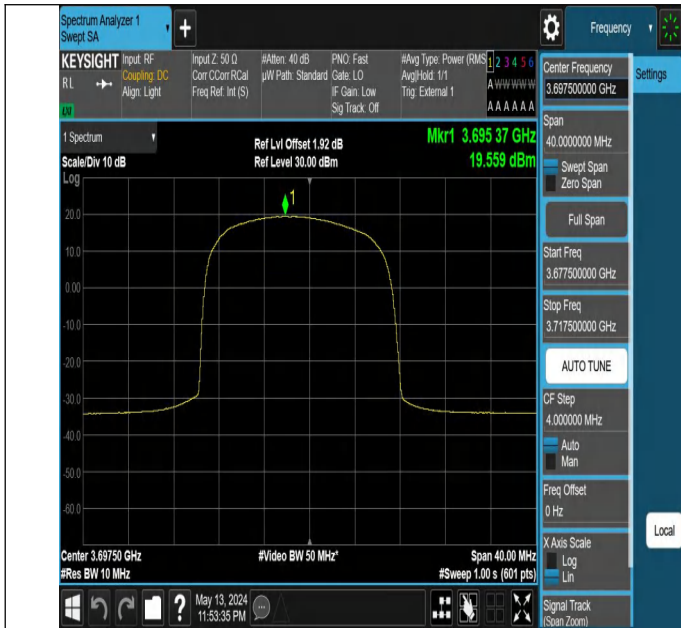 Spectrum Analyzer 1
Swept SA
+
Frequency
KEYSIGHT
RL
Input: RF
Coupling: DC
Align: Light
Input Z: 50 Ω
Corr CCorr RCal
Freq Ref: Int (S)
#Atten: 40 dB
µW Path: Standard
PNO: Fast
Gate: LO
IF Gain: Low
Sig Track: Off
#Avg Type: Power (RMS
Avg|Hold: 1/1
Trig: External 1
1 2 3 4 5 6
A W W W W W
A A A A A A
1 Spectrum
Scale/Div 10 dB
Log
Ref Lvl Offset 1.92 dB
Ref Level 30.00 dBm
Mkr1 3.695 37 GHz
19.559 dBm
1
20.0
10.0
0.00
-10.0
-20.0
-30.0
-40.0
-50.0
-60.0
Center 3.69750 GHz
#Res BW 10 MHz
#Video BW 50 MHz*
Span 40.00 MHz
#Sweep 1.00 s (601 pts)
?
May 13, 2024
11:53:35 PM
Center Frequency
3.697500000 GHz
Span
40.0000000 MHz
Swept Span
Zero Span
Full Span
Start Freq
3.677500000 GHz
Stop Freq
3.717500000 GHz
AUTO TUNE
CF Step
4.000000 MHz
Auto
Man
Freq Offset
0 Hz
X Axis Scale
Log
Lin
Signal Track
(Span Zoom)
Settings
Local